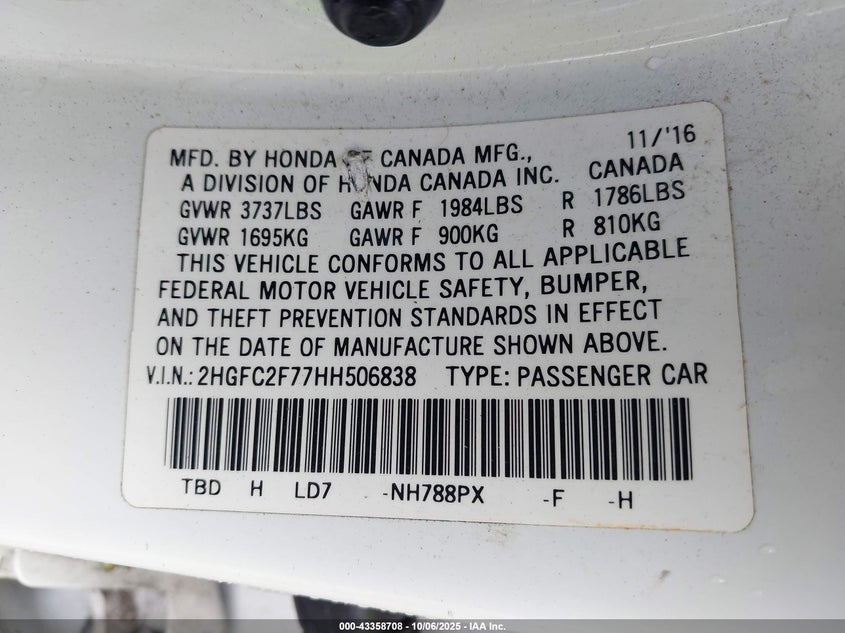 MFD. BY HONDA OF CANADA MFG., 11/'16
A DIVISION OF HONDA CANADA INC. CANADA
GVWR 3737LBS GAWR F 1984LBS R 1786LBS
GVWR 1695KG GAWR F 900KG R 810KG
THIS VEHICLE CONFORMS TO ALL APPLICABLE
FEDERAL MOTOR VEHICLE SAFETY, BUMPER,
AND THEFT PREVENTION STANDARDS IN EFFECT
ON THE DATE OF MANUFACTURE SHOWN ABOVE.
V.I.N.: 2HGFC2F77HH506838 TYPE: PASSENGER CAR
TBD H LD7 -NH788PX -F -H
000-43358708 - 10/06/2025 - IAA Inc.